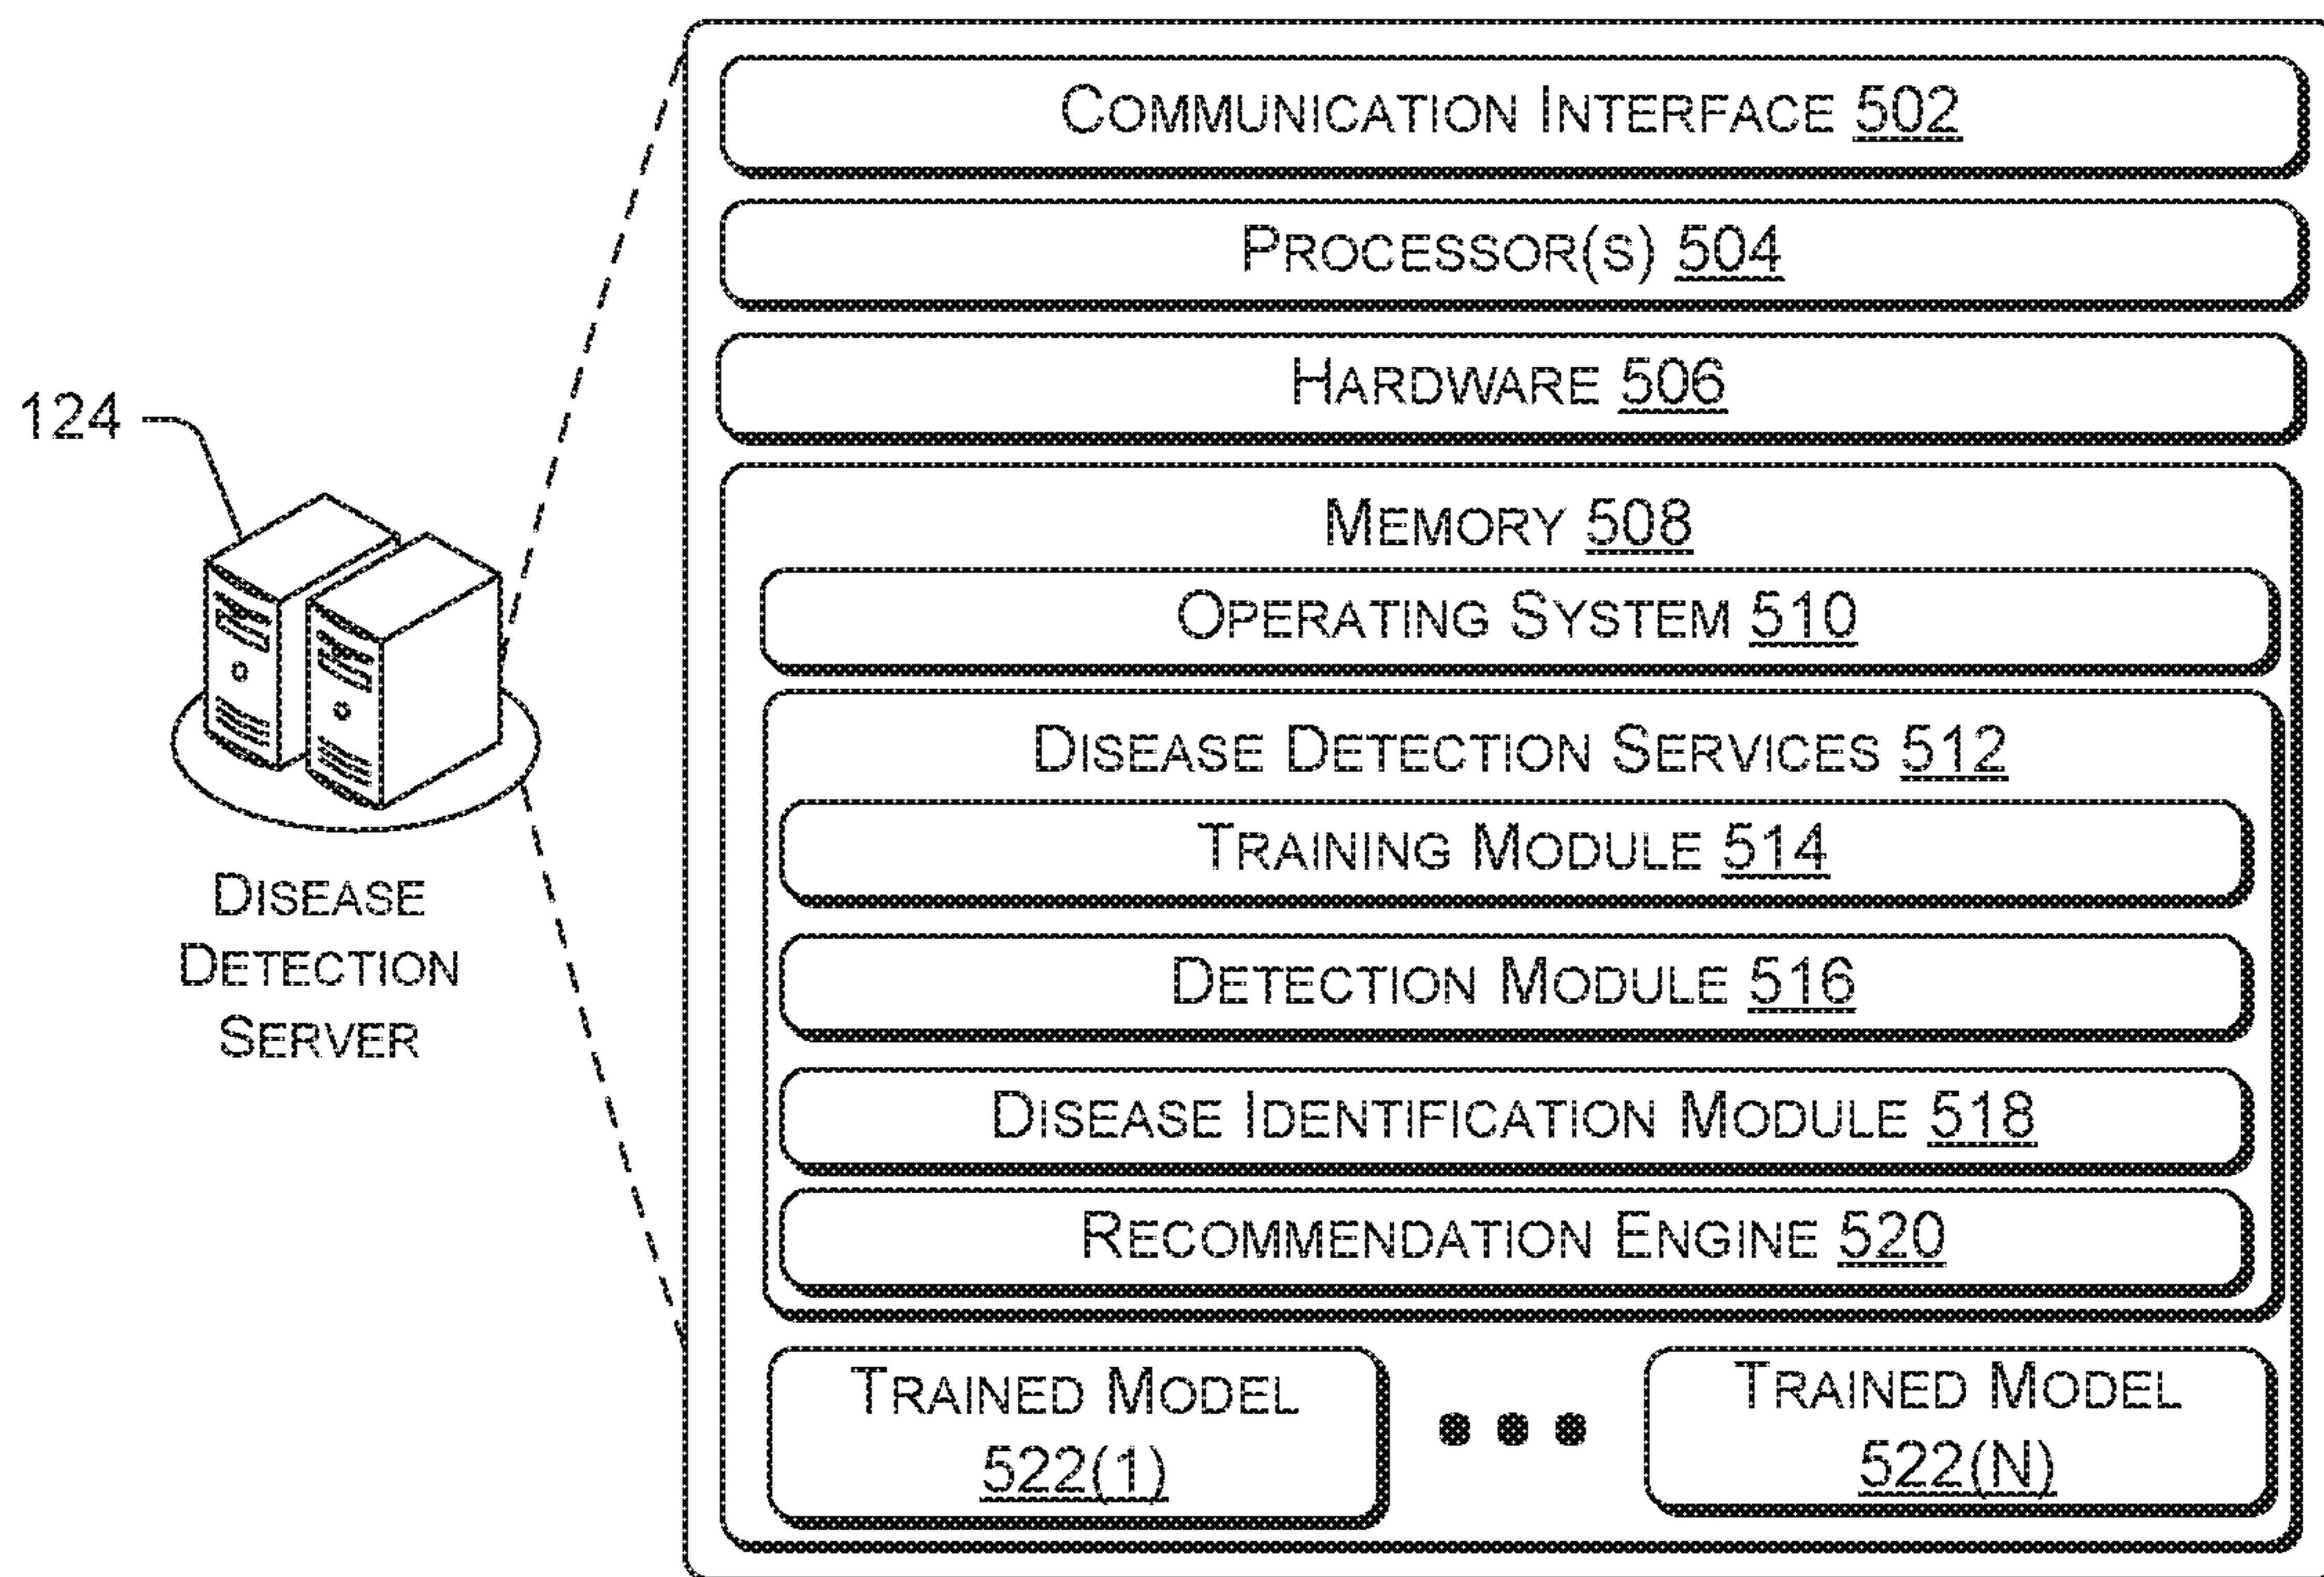 124
DISEASE
DETECTION
SERVER
COMMUNICATION INTERFACE 502
PROCESSOR(S) 504
HARDWARE 506
MEMORY 508
OPERATING SYSTEM 510
DISEASE DETECTION SERVICES 512
TRAINING MODULE 514
DETECTION MODULE 516
DISEASE IDENTIFICATION MODULE 518
RECOMMENDATION ENGINE 520
TRAINED MODEL
522(1)
TRAINED MODEL
522(N)